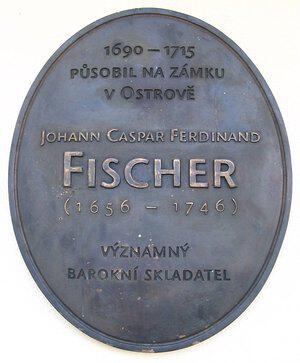 1690 – 1715
PŮSOBIL NA ZÁMKU
V OSTROVĚ
JOHANN CASPAR FERDINAND
FISCHER
(1656 – 1746)
VÝZNAMNÝ
BAROKNÍ SKLADATEL